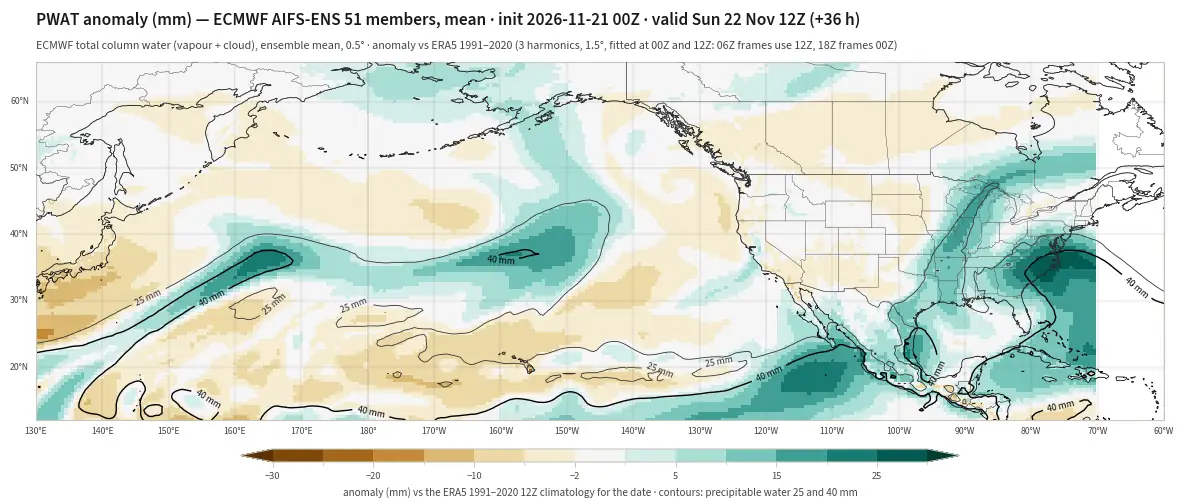 PWAT anomaly (mm) — ECMWF AIFS-ENS 51 members, mean · init 2026-11-21 00Z · valid Sun 22 Nov 12Z (+36 h)
ECMWF total column water (vapour + cloud), ensemble mean, 0.5° · anomaly vs ERA5 1991–2020 (3 harmonics, 1.5°, fitted at 00Z and 12Z: 06Z frames use 12Z, 18Z frames 00Z)
60°N
50°N
40°N
30°N
20°N
40 mm
25 mm
40 mm
25 mm
25 mm
40 mm
25 mm
25 mm
40 mm
40 mm
40 mm
40 mm
40 mm
130°E 140°E 150°E 160°E 170°E 180° 170°W 160°W 150°W 140°W 130°W 120°W 110°W 100°W 90°W 80°W 70°W 60°W
−30 −20 −10 −2 5 15 25
anomaly (mm) vs the ERA5 1991–2020 12Z climatology for the date · contours: precipitable water 25 and 40 mm